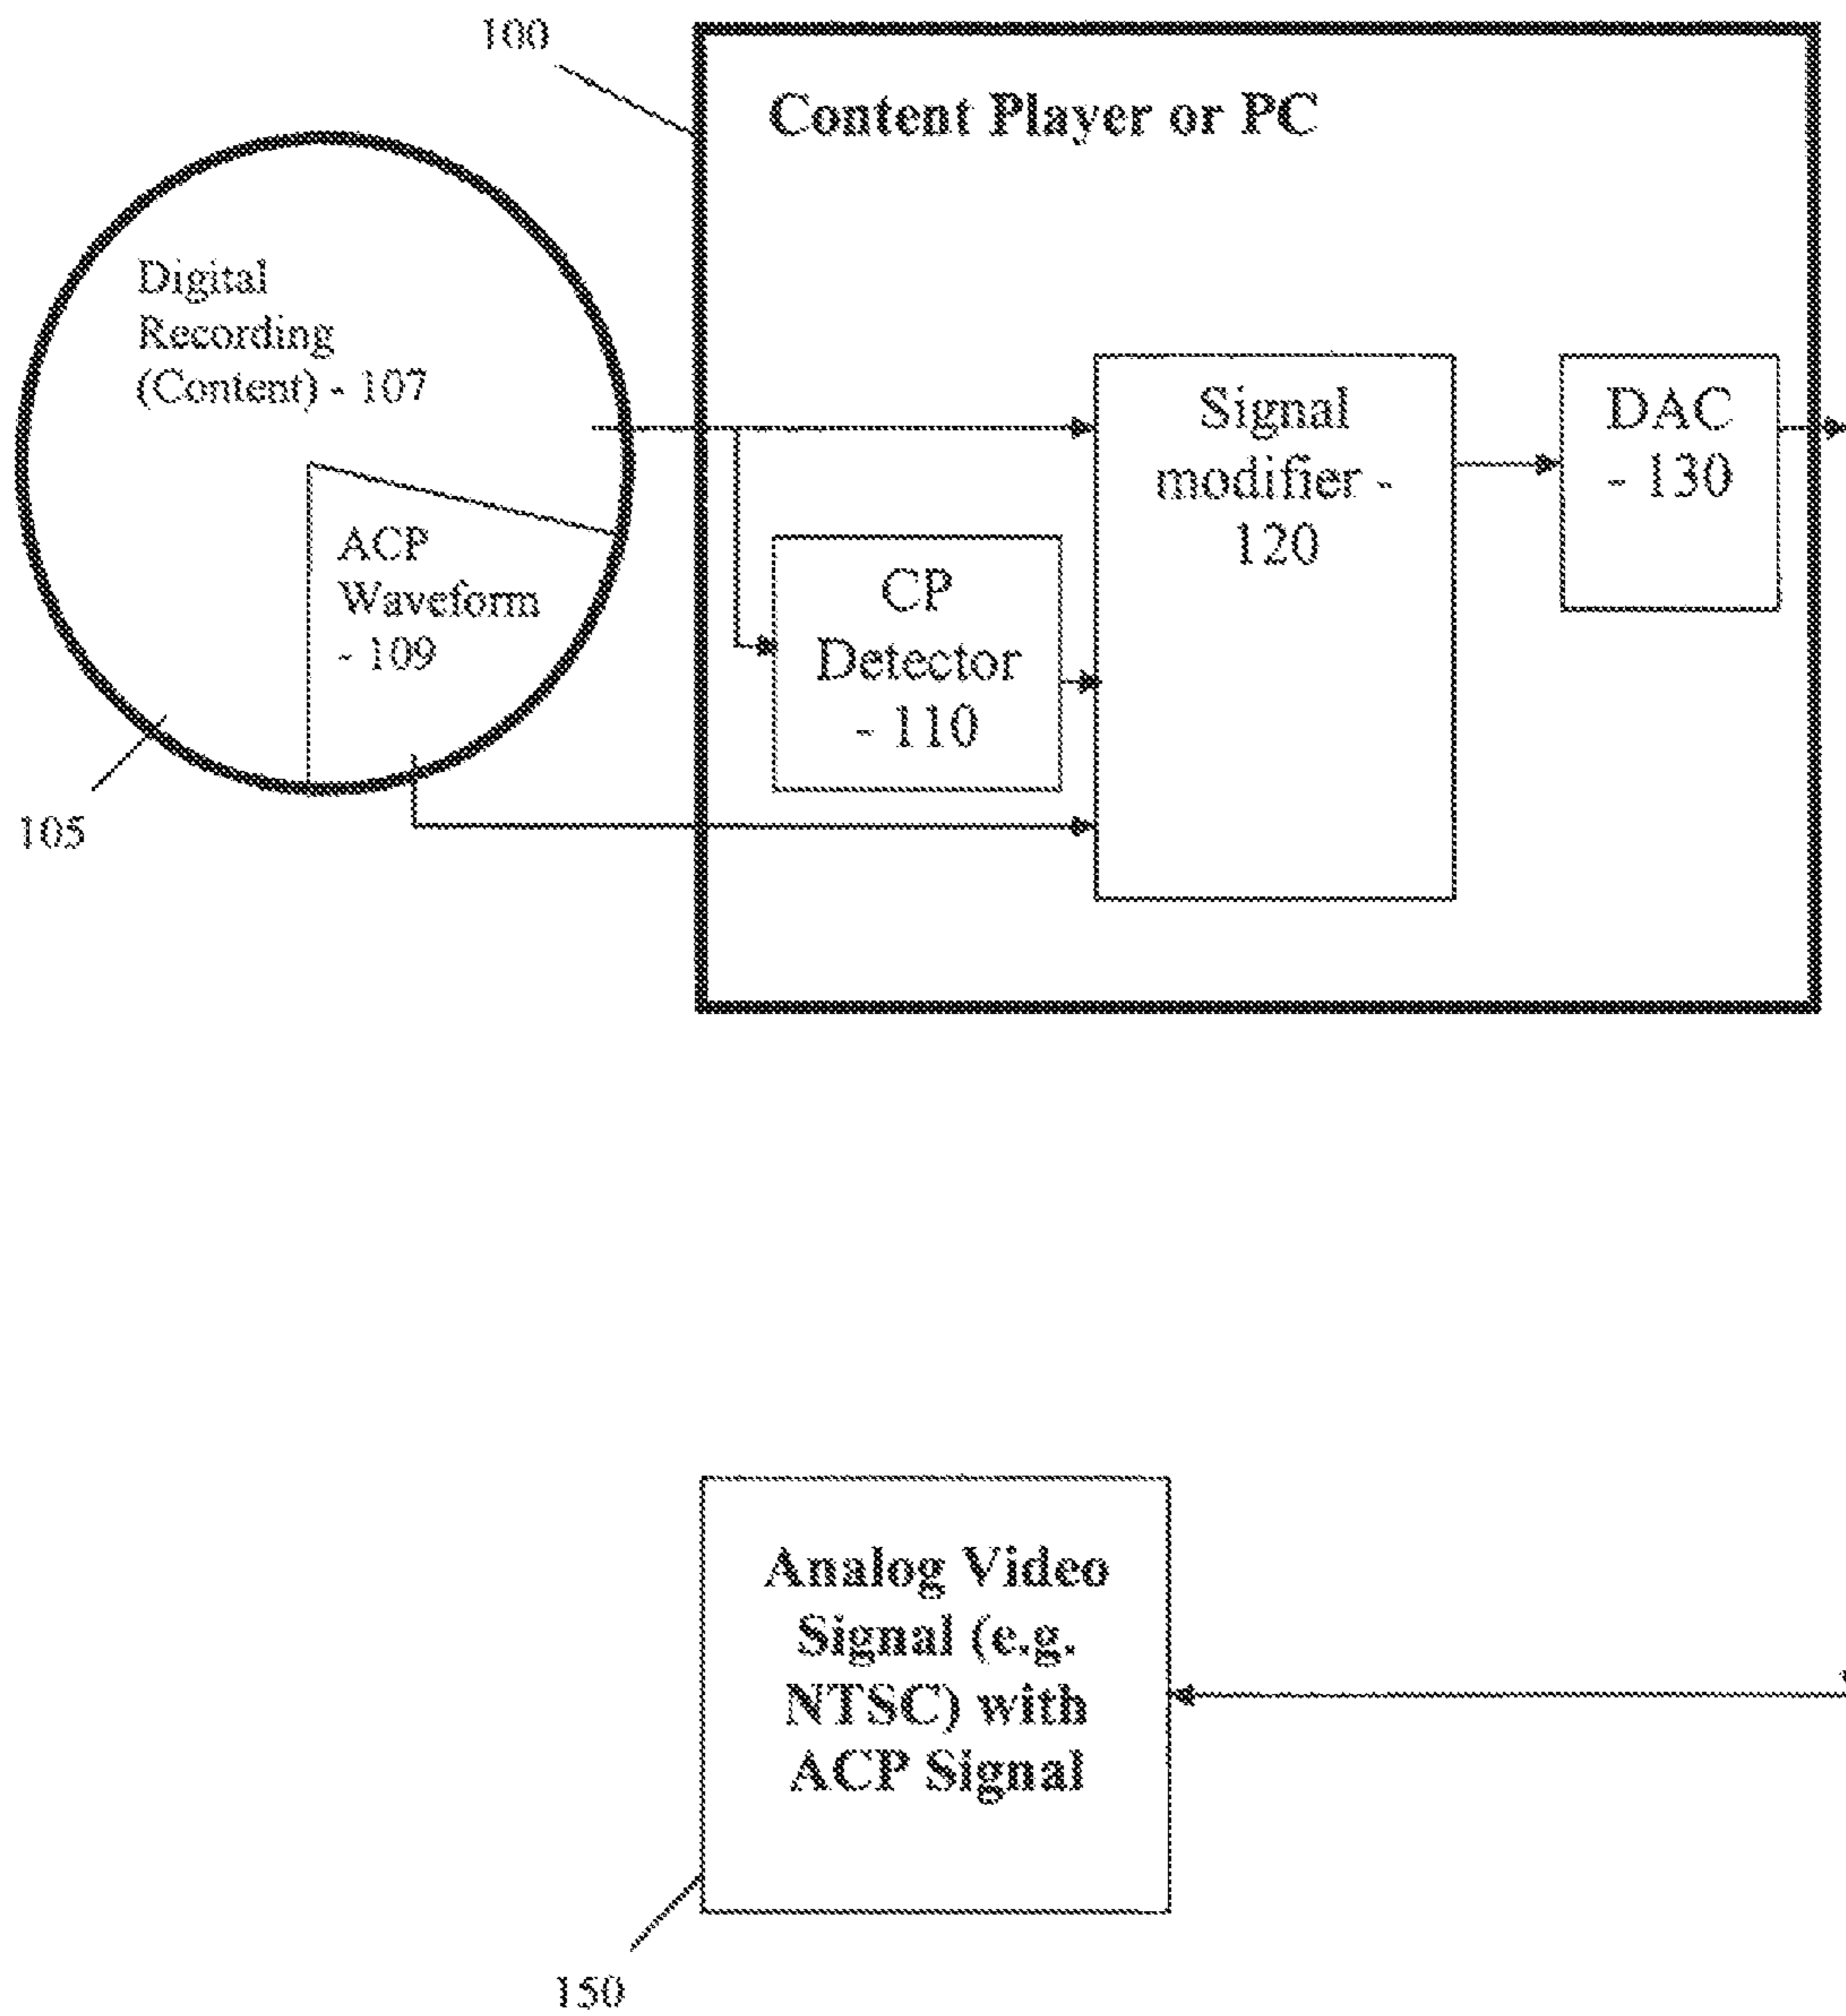 100
Content Player or PC
Digital
Recording
(Content) - 107
ACP
Waveform
- 109
105
CP
Detector
- 110
Signal
modifier -
120
DAC
- 130
Analog Video
Signal (e.g.
NTSC) with
ACP Signal
150